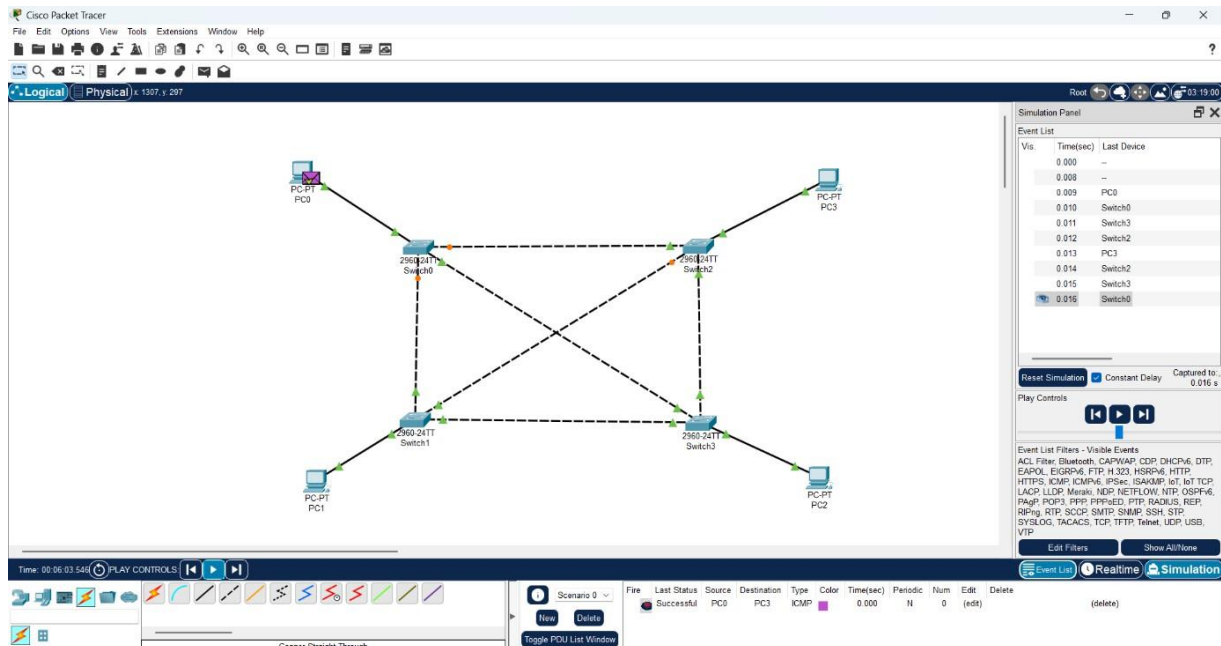 Cisco Packet Tracer
File Edit Options View Tools Extensions Window Help
?
Logical Physical x: 1307, y: 297 Root 03:19:00
PC-PT
PC0
PC-PT
PC3
2960-24TT
Switch0
2960-24TT
Switch2
2960-24TT
Switch1
2960-24TT
Switch3
PC-PT
PC1
PC-PT
PC2
Simulation Panel
Event List
Vis. Time(sec) Last Device
0.000 --
0.008 --
0.009 PC0
0.010 Switch0
0.011 Switch3
0.012 Switch2
0.013 PC3
0.014 Switch2
0.015 Switch3
0.016 Switch0
Reset Simulation Constant Delay Captured to:
0.016 s
Play Controls
Event List Filters - Visible Events
ACL Filter, Bluetooth, CAPWAP, CDP, DHCPv6, DTP,
EAPOL, EIGRPv6, FTP, H.323, HSRPv6, HTTP,
HTTPS, ICMP, ICMPv6, IPSec, ISAKMP, IoT, IoT TCP,
LACP, LLDP, Meraki, NDP, NETFLOW, NTP, OSPFv6,
PAgP, POP3, PPP, PPPoED, PTP, RADIUS, REP,
RIPng, RTP, SCCP, SMTP, SNMP, SSH, STP,
SYSLOG, TACACS, TCP, TFTP, Telnet, UDP, USB,
VTP
Edit Filters Show All/None
Time: 00:06:03.546 PLAY CONTROLS: Event List Realtime Simulation
Scenario 0
New Delete
Toggle PDU List Window
Fire Last Status Source Destination Type Color Time(sec) Periodic Num Edit Delete
Successful PC0 PC3 ICMP 0.000 N 0 (edit) (delete)
Copper Straight-Through